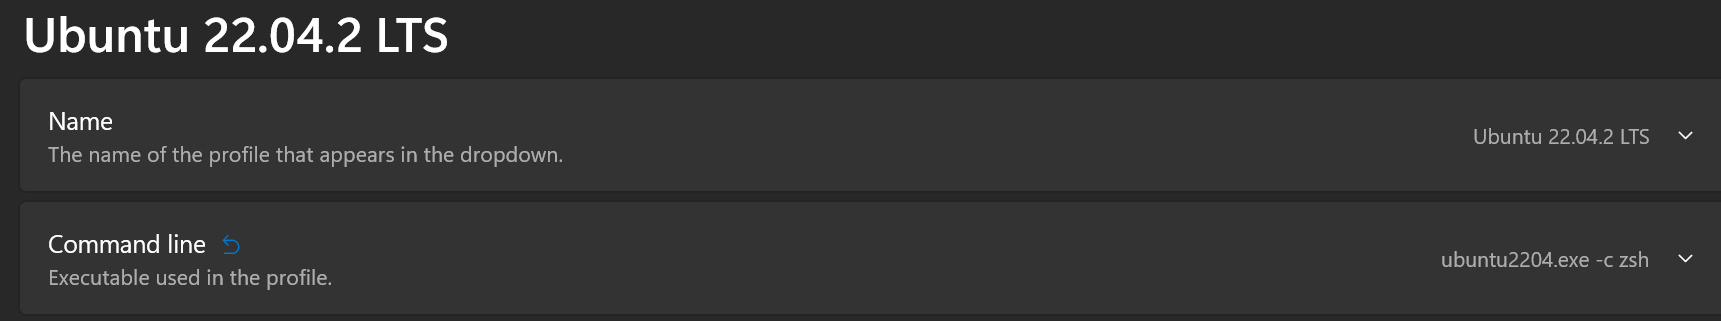 Ubuntu 22.04.2 LTS
Name
The name of the profile that appears in the dropdown.
Ubuntu 22.04.2 LTS
Command line
Executable used in the profile.
ubuntu2204.exe -c zsh